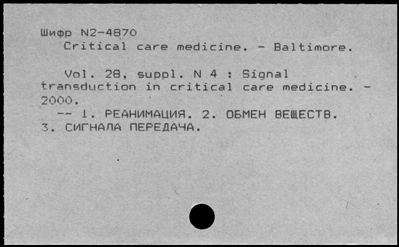 Шифр N2-4870
Critical care medicine. - Baltimore.
Vol. 28, suppl. N 4 : Signal
transduction in critical care medicine. -
2000.
-- 1. РЕАНИМАЦИЯ. 2. ОБМЕН ВЕЩЕСТВ.
3. СИГНАЛА ПЕРЕДАЧА.